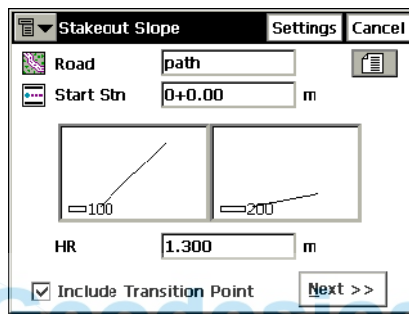 Stakeout Slope Settings Cancel
Road path
Start Stn 0+0.00 m
100 200
HR 1.300 m
Include Transition Point Next >>